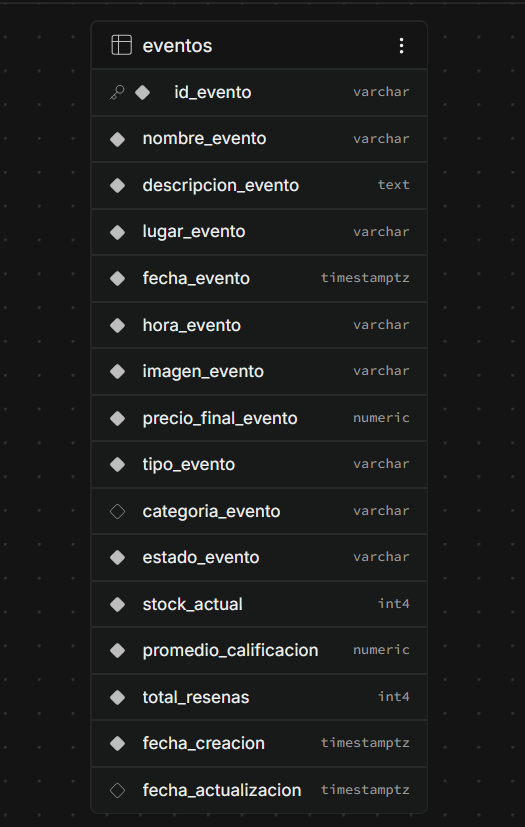 eventos
id_evento varchar
nombre_evento varchar
descripcion_evento text
lugar_evento varchar
fecha_evento timestamptz
hora_evento varchar
imagen_evento varchar
precio_final_evento numeric
tipo_evento varchar
categoria_evento varchar
estado_evento varchar
stock_actual int4
promedio_calificacion numeric
total_resenas int4
fecha_creacion timestamptz
fecha_actualizacion timestamptz